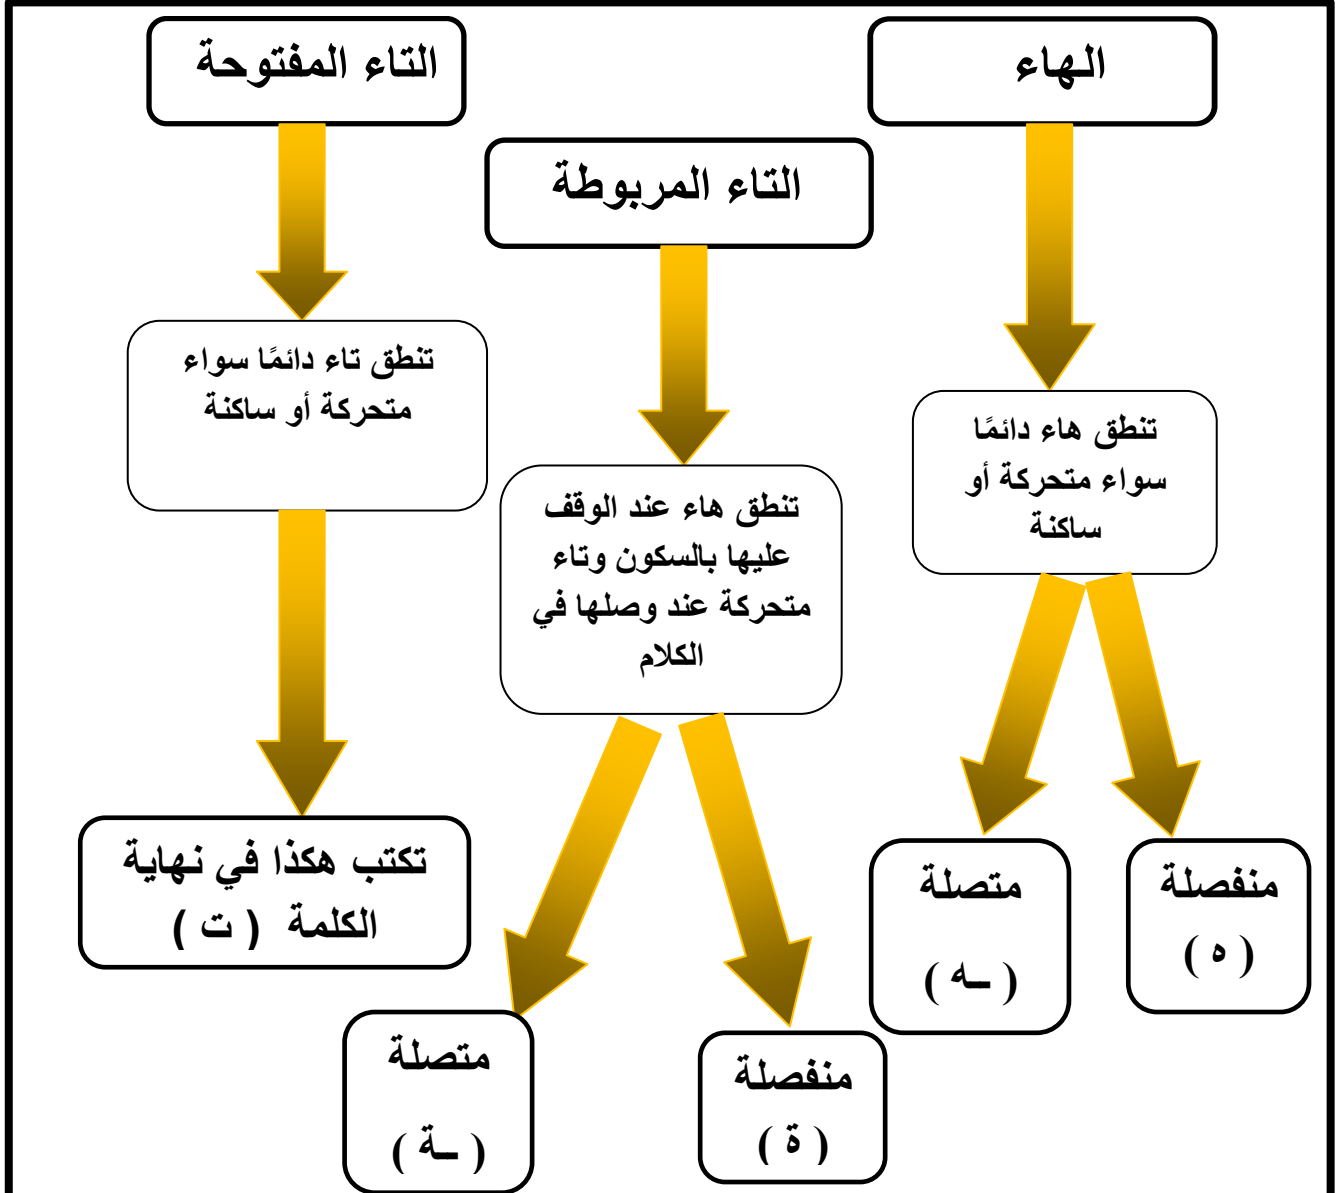 الهاء
تنطق هاء دائمًا
سواء متحركة أو
ساكنة
منفصلة
( ه )
متصلة
( ـه )
التاء المربوطة
تنطق هاء عند الوقف
عليها بالسكون وتاء
متحركة عند وصلها في
الكلام
منفصلة
( ة )
متصلة
( ـة )
التاء المفتوحة
تنطق تاء دائمًا سواء
متحركة أو ساكنة
تكتب هكذا في نهاية
الكلمة ( ت )